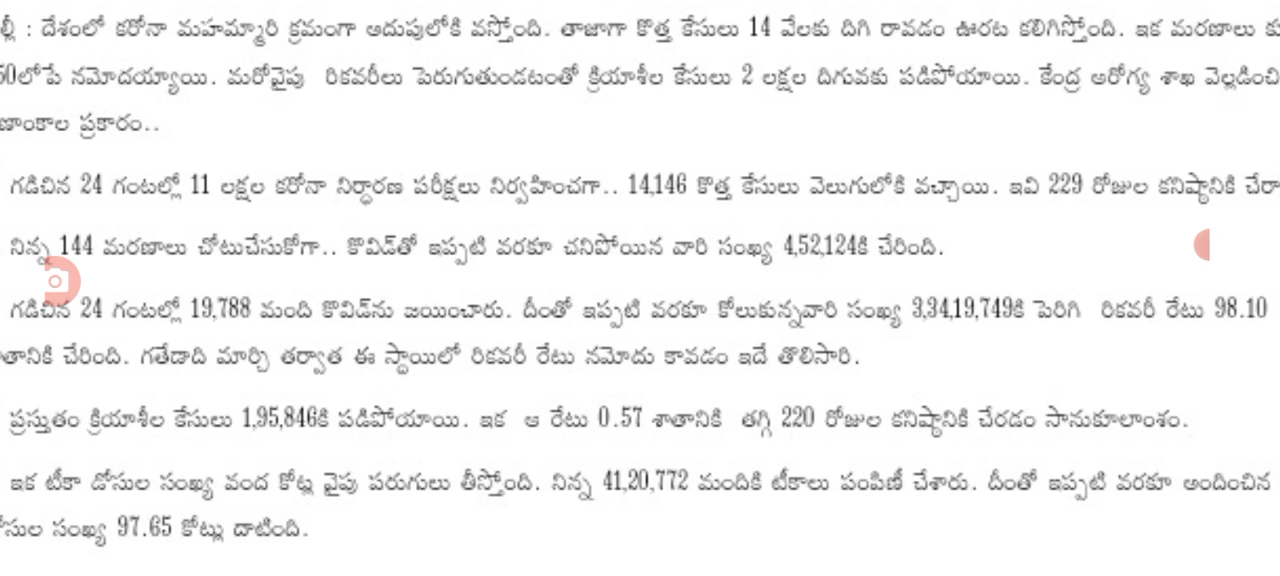 ల్లీ : దేశంలో కరోనా మహమ్మారి క్రమంగా అదుపులోకి వస్తోంది. తాజాగా కొత్త కేసులు 14 వేలకు దిగి రావడం ఊరట కలిగిస్తోంది. ఇక మరణాలు కు
50లోపే నమోదయ్యాయి. మరోవైపు రికవరీలు పెరుగుతుండటంతో క్రియాశీల కేసులు 2 లక్షల దిగువకు పడిపోయాయి. కేంద్ర ఆరోగ్య శాఖ వెల్లడించి
ణాంకాల ప్రకారం..
గడిచిన 24 గంటల్లో 11 లక్షల కరోనా నిర్ధారణ పరీక్షలు నిర్వహించగా.. 14,146 కొత్త కేసులు వెలుగులోకి వచ్చాయి. ఇవి 229 రోజుల కనిష్ఠానికి చేరా
నిన్న 144 మరణాలు చోటుచేసుకోగా.. కొవిడ్‌తో ఇప్పటి వరకూ చనిపోయిన వారి సంఖ్య 4,52,124కి చేరింది.
గడిచిన 24 గంటల్లో 19,788 మంది కొవిడ్‌ను జయించారు. దీంతో ఇప్పటి వరకూ కోలుకున్నవారి సంఖ్య 3,34,19,749కి పెరిగి రికవరీ రేటు 98.10
తానికి చేరింది. గతేడాది మార్చి తర్వాత ఈ స్థాయిలో రికవరీ రేటు నమోదు కావడం ఇదే తొలిసారి.
ప్రస్తుతం క్రియాశీల కేసులు 1,95,846కి పడిపోయాయి. ఇక ఆ రేటు 0.57 శాతానికి తగ్గి 220 రోజుల కనిష్ఠానికి చేరడం సానుకూలాంశం.
ఇక టీకా డోసుల సంఖ్య వంద కోట్ల వైపు పరుగులు తీస్తోంది. నిన్న 41,20,772 మందికి టీకాలు పంపిణీ చేశారు. దీంతో ఇప్పటి వరకూ అందించిన
ోసుల సంఖ్య 97.65 కోట్లు దాటింది.